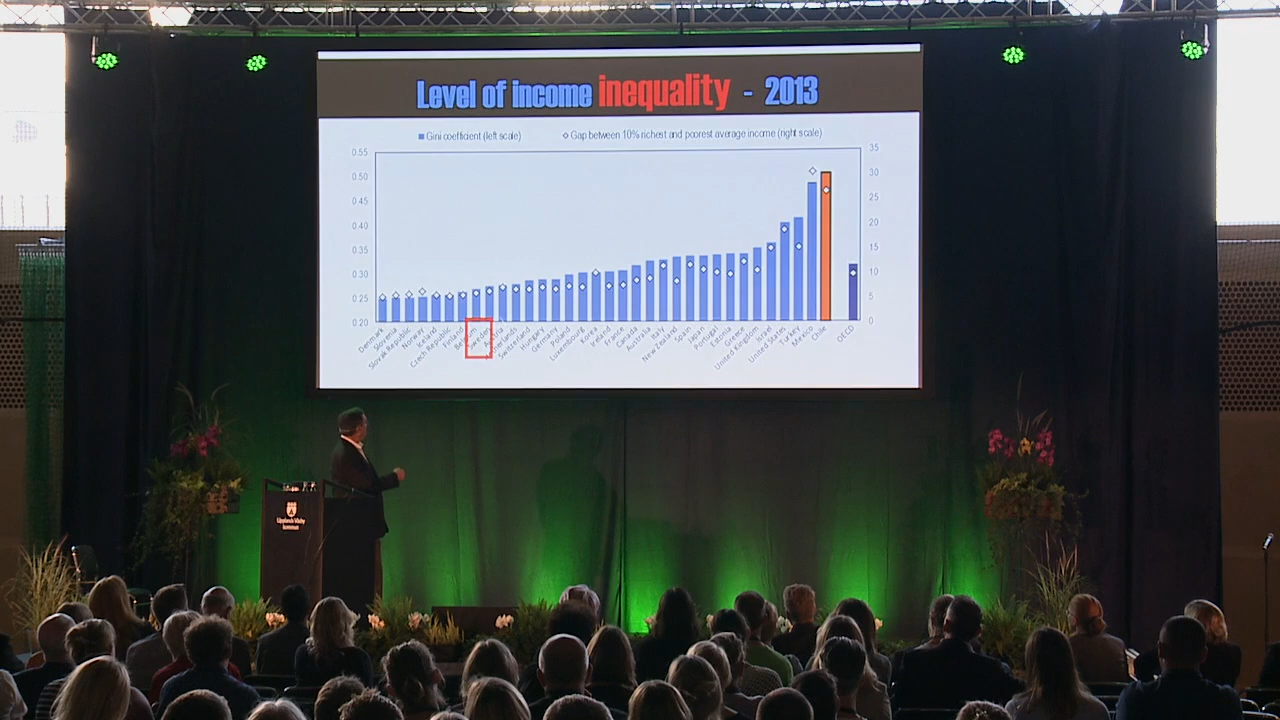 Level of income inequality - 2013
Gini coefficient (left scale)
Gap between 10% richest and poorest average income (right scale)
0.55
0.50
0.45
0.40
0.35
0.30
0.25
0.20
35
30
25
20
15
10
5
0
Denmark
Slovenia
Slovak Republic
Norway
Iceland
Czech Republic
Finland
Sweden
Switzerland
Hungary
Germany
Poland
Luxembourg
Korea
Ireland
France
Canada
Australia
Italy
New Zealand
Spain
Japan
Portugal
Estonia
Greece
United Kingdom
Israel
United States
Turkey
Mexico
Chile
OECD
Upplands Väsby
kommun